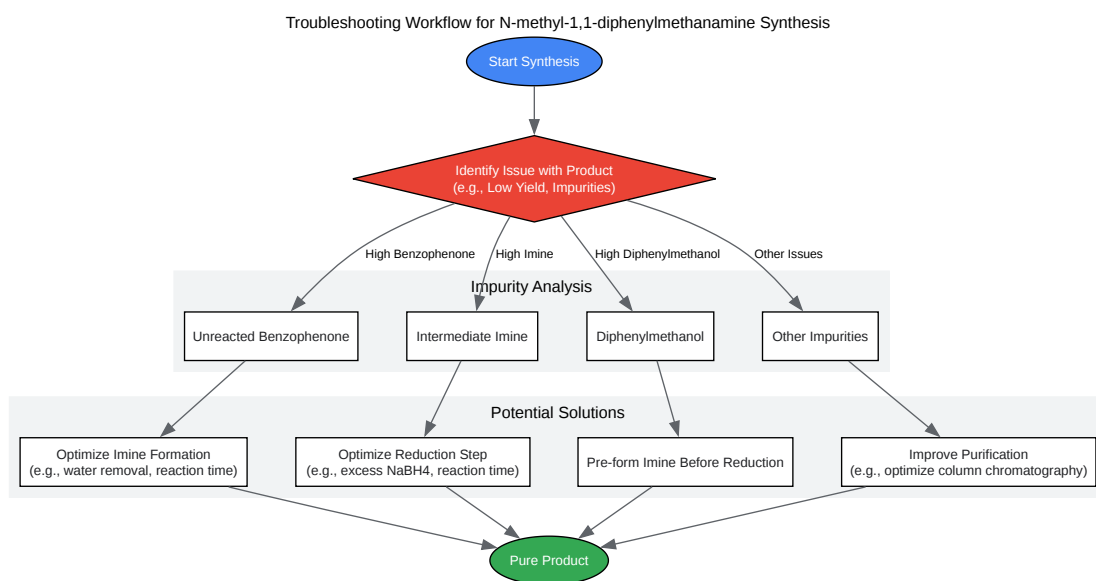 Troubleshooting Workflow for N-methyl-1,1-diphenylmethanamine Synthesis
Start Synthesis
Identify Issue with Product
(e.g., Low Yield, Impurities)
High Benzophenone
High Imine
High Diphenylmethanol
Other Issues
Impurity Analysis
Unreacted Benzophenone
Intermediate Imine
Diphenylmethanol
Other Impurities
Potential Solutions
Optimize Imine Formation
(e.g., water removal, reaction time)
Optimize Reduction Step
(e.g., excess NaBH4, reaction time)
Pre-form Imine Before Reduction
Improve Purification
(e.g., optimize column chromatography)
Pure Product